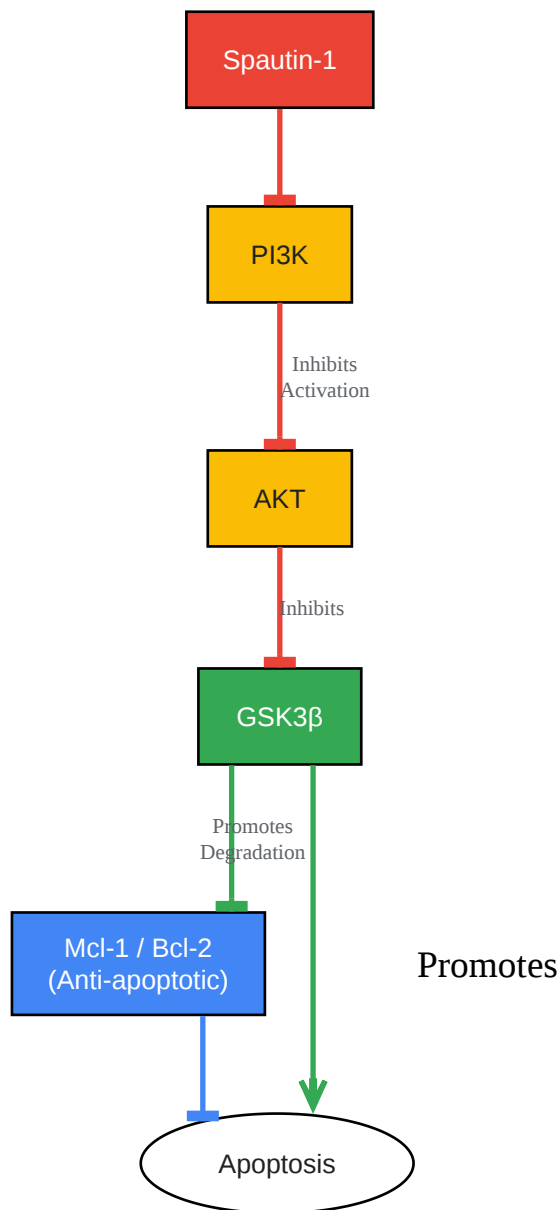 Spautin-1
PI3K
Inhibits
Activation
AKT
Inhibits
GSK3β
Promotes
Degradation
Mcl-1 / Bcl-2
(Anti-apoptotic)
Promotes
Apoptosis